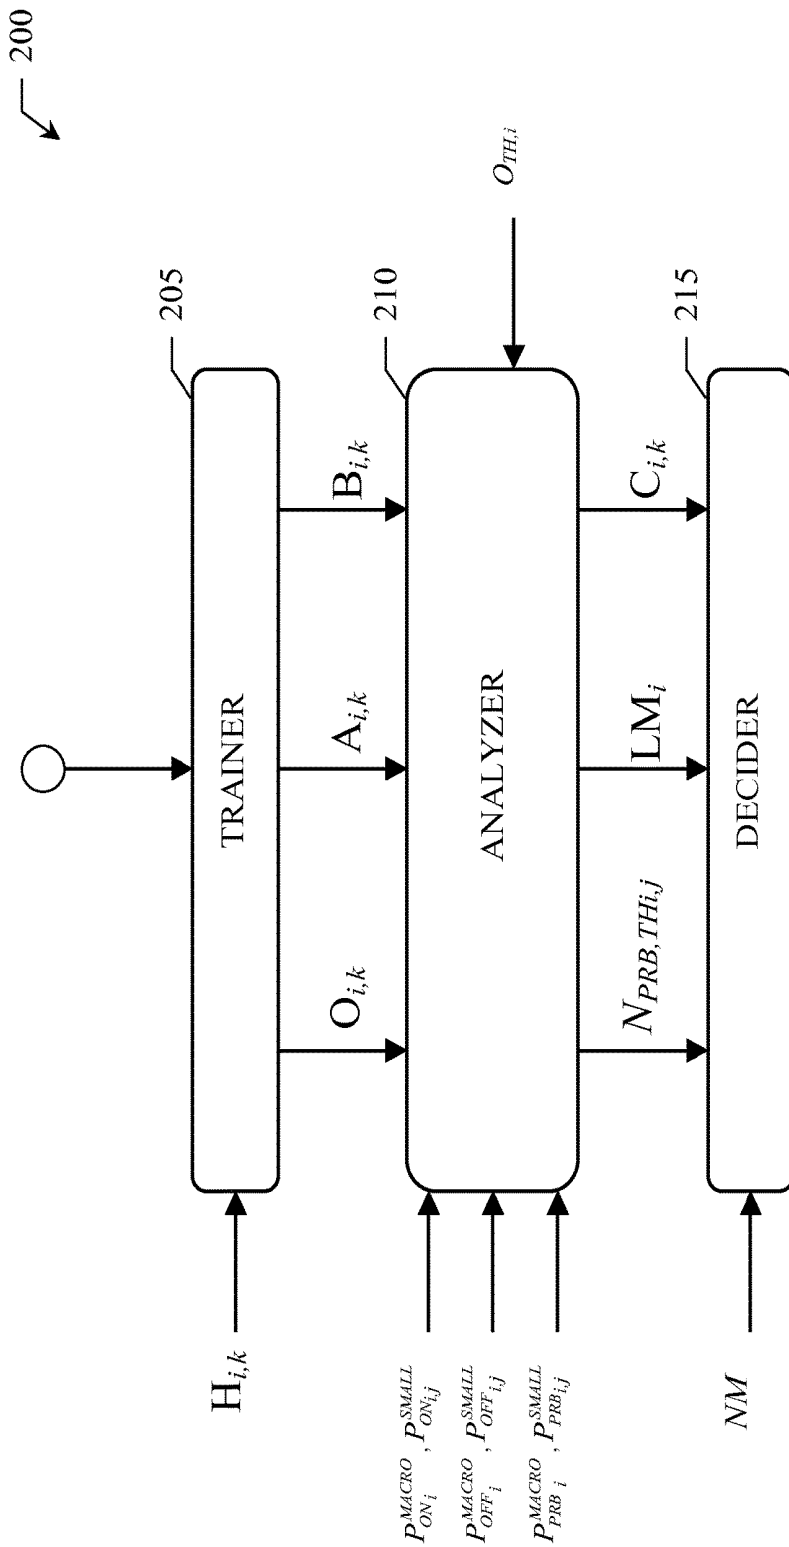 200
205
H_{i,k}
TRAINER
O_{i,k}
A_{i,k}
B_{i,k}
210
P^{MACRO}_{ON_i}, P^{SMALL}_{ON_{i,j}}
P^{MACRO}_{OFF_i}, P^{SMALL}_{OFF_{i,j}}
P^{MACRO}_{PRB_i}, P^{SMALL}_{PRB_{i,j}}
ANALYZER
O_{TH,i}
N_{PRB,THi,j}
LM_i
C_{i,k}
215
NM
DECIDER